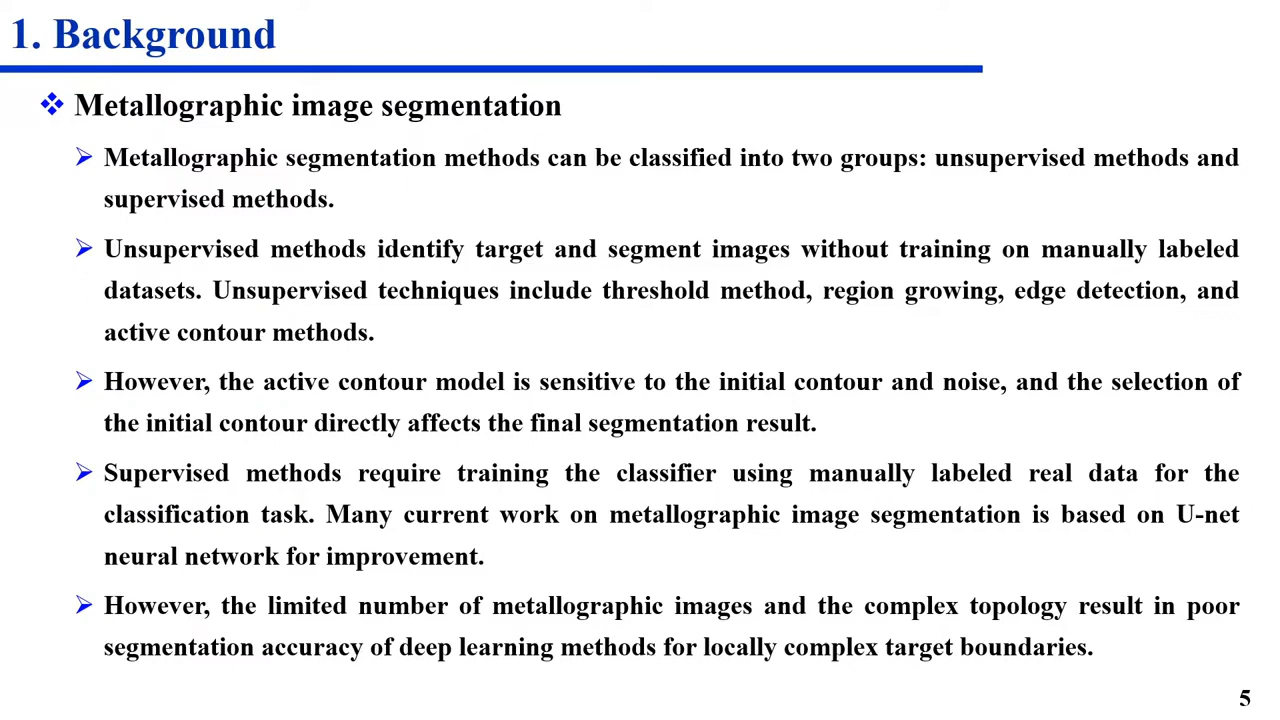 1. Background
Metallographic image segmentation
Metallographic segmentation methods can be classified into two groups: unsupervised methods and
supervised methods.
Unsupervised methods identify target and segment images without training on manually labeled
datasets. Unsupervised techniques include threshold method, region growing, edge detection, and
active contour methods.
However, the active contour model is sensitive to the initial contour and noise, and the selection of
the initial contour directly affects the final segmentation result.
Supervised methods require training the classifier using manually labeled real data for the
classification task. Many current work on metallographic image segmentation is based on U-net
neural network for improvement.
However, the limited number of metallographic images and the complex topology result in poor
segmentation accuracy of deep learning methods for locally complex target boundaries.
5